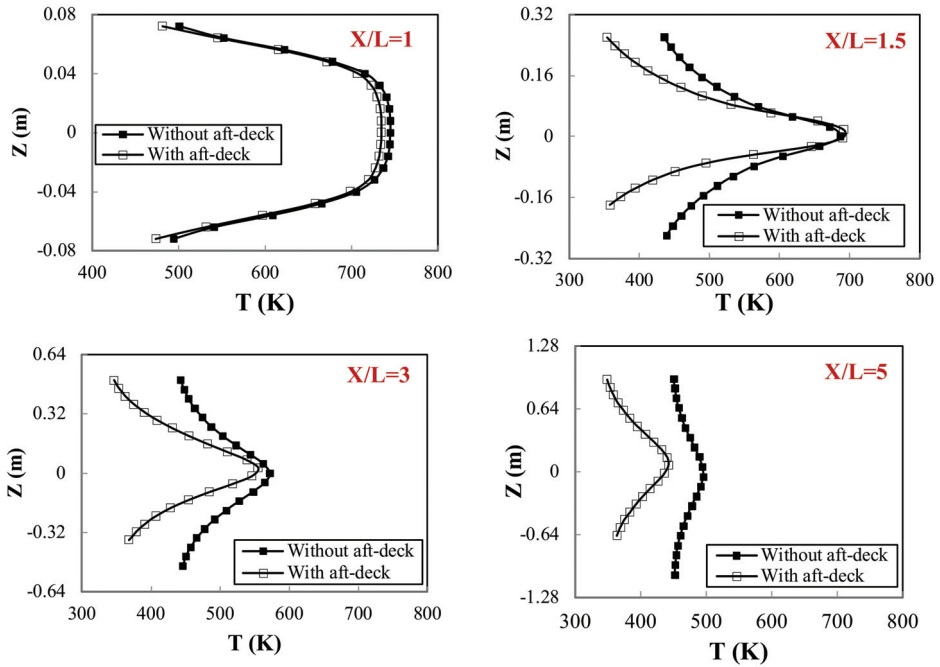 X/L=1
0.08
0.04
0
-0.04
-0.08
Z (m)
Without aft-deck
With aft-deck
400 500 600 700 800
T (K)
X/L=1.5
0.32
0.16
0
-0.16
-0.32
Z (m)
Without aft-deck
With aft-deck
300 400 500 600 700 800
T (K)
X/L=3
0.64
0.32
0
-0.32
-0.64
Z (m)
Without aft-deck
With aft-deck
300 400 500 600 700 800
T (K)
X/L=5
1.28
0.64
0
-0.64
-1.28
Z (m)
Without aft-deck
With aft-deck
300 400 500 600 700 800
T (K)